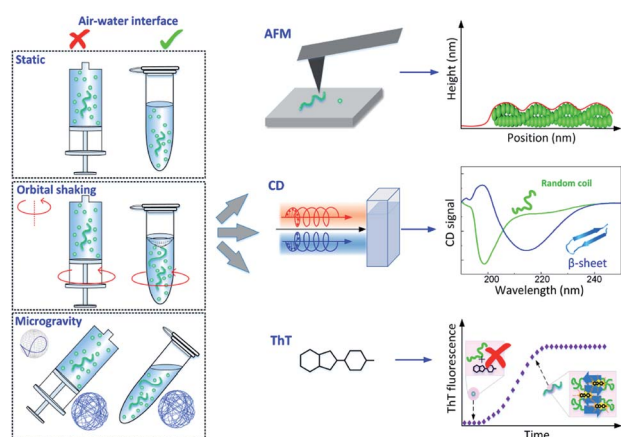 Air-water interface
Static
Orbital shaking
Microgravity
AFM
Height (nm)
Position (nm)
CD
CD signal
Random coil
β-sheet
200
220
240
Wavelength (nm)
ThT
ThT fluorescence
Time